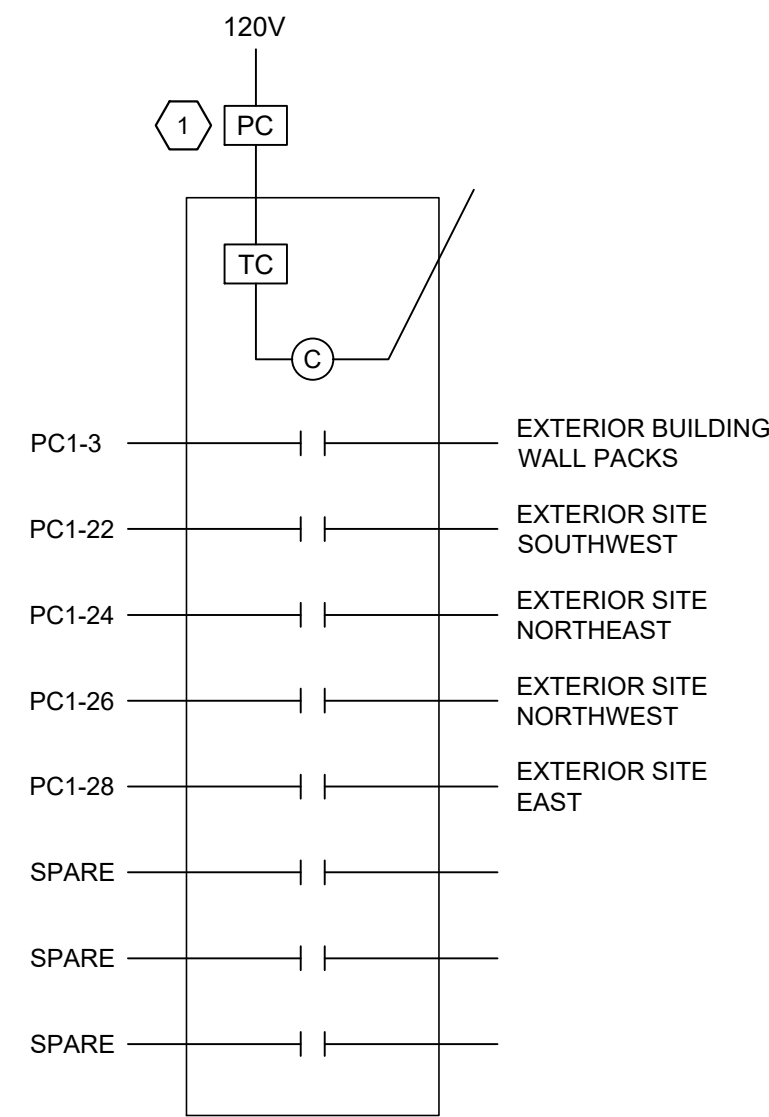 120V
1
PC
TC
C
PC1-3
EXTERIOR BUILDING
WALL PACKS
PC1-22
EXTERIOR SITE
SOUTHWEST
PC1-24
EXTERIOR SITE
NORTHEAST
PC1-26
EXTERIOR SITE
NORTHWEST
PC1-28
EXTERIOR SITE
EAST
SPARE
SPARE
SPARE